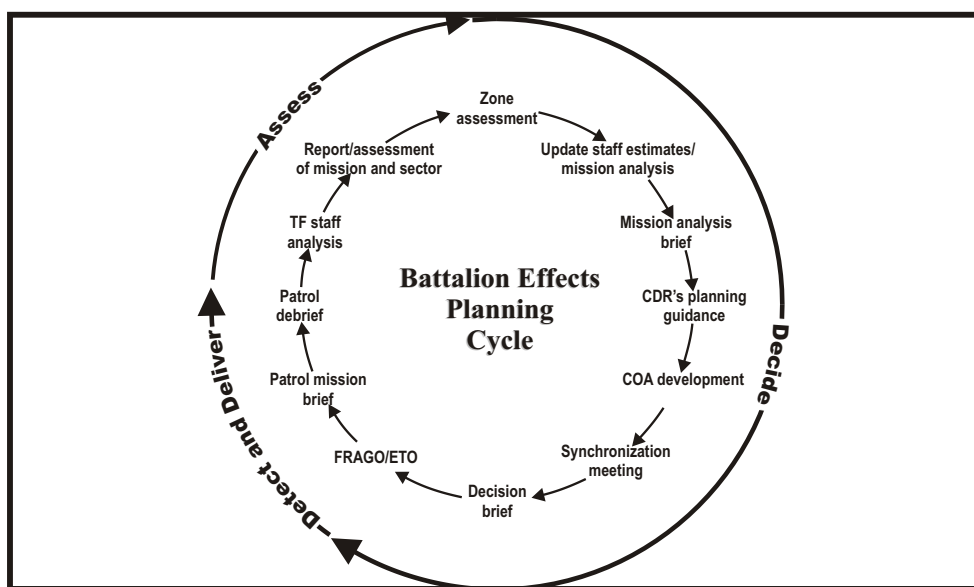 Zone
assessment
Update staff estimates/
mission analysis
Mission analysis
brief
CDR's planning
guidance
COA development
Synchronization
meeting
Decision
brief
FRAGO/ETO
Patrol mission
brief
Patrol
debrief
TF staff
analysis
Report/assessment
of mission and sector
Battalion Effects
Planning
Cycle
Decide
Detect and Deliver
Assess